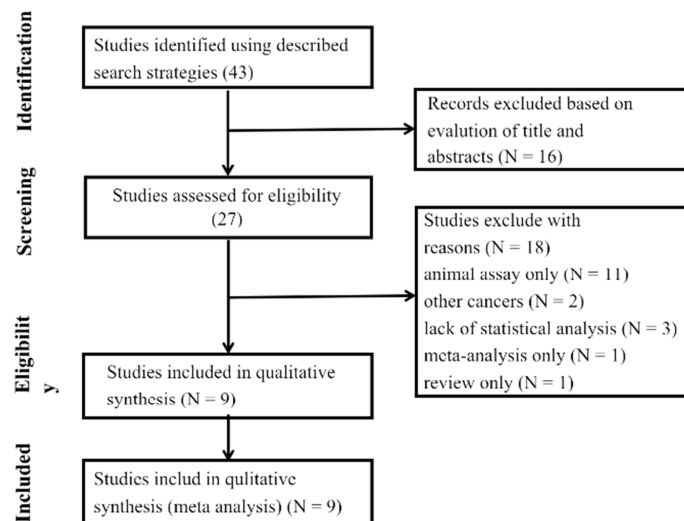 Identification
Studies identified using described
search strategies (43)
Records excluded based on
evalution of title and
abstracts (N = 16)
Screening
Studies assessed for eligibility
(27)
Studies exclude with
reasons (N = 18)
animal assay only (N = 11)
other cancers (N = 2)
lack of statistical analysis (N = 3)
meta-analysis only (N = 1)
review only (N = 1)
Eligibilit
y
Studies included in qualitative
synthesis (N = 9)
Included
Studies includ in qulitative
synthesis (meta analysis) (N = 9)